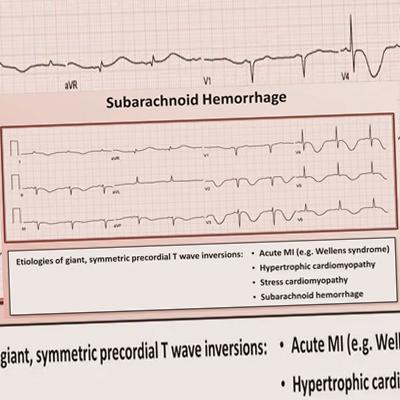 aVR V1 V4
Subarachnoid Hemorrhage
I aVR V1 V4
II aVL V2 V5
III aVF V3 V6
Etiologies of giant, symmetric precordial T wave inversions:
• Acute MI (e.g. Wellens syndrome)
• Hypertrophic cardiomyopathy
• Stress cardiomyopathy
• Subarachnoid hemorrhage
giant, symmetric precordial T wave inversions: • Acute MI (e.g. Well
• Hypertrophic cardi